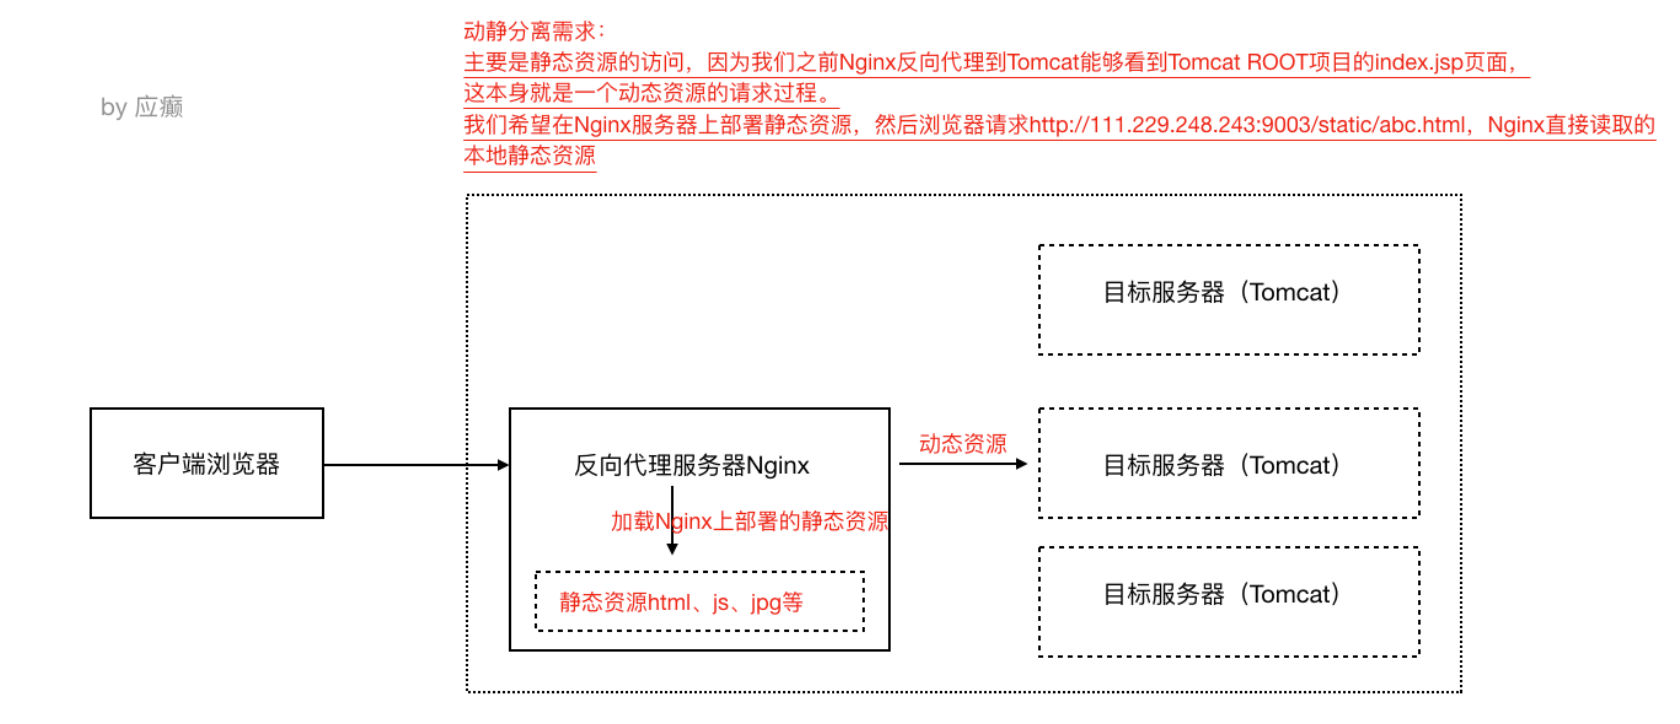 动静分离需求：
主要是静态资源的访问，因为我们之前Nginx反向代理到Tomcat能够看到Tomcat ROOT项目的index.jsp页面，
这本身就是一个动态资源的请求过程。
我们希望在Nginx服务器上部署静态资源，然后浏览器请求http://111.229.248.243:9003/static/abc.html，Nginx直接读取的
本地静态资源
by 应癫
目标服务器（Tomcat）
客户端浏览器
反向代理服务器Nginx
动态资源
目标服务器（Tomcat）
加载Nginx上部署的静态资源
静态资源html、js、jpg等
目标服务器（Tomcat）